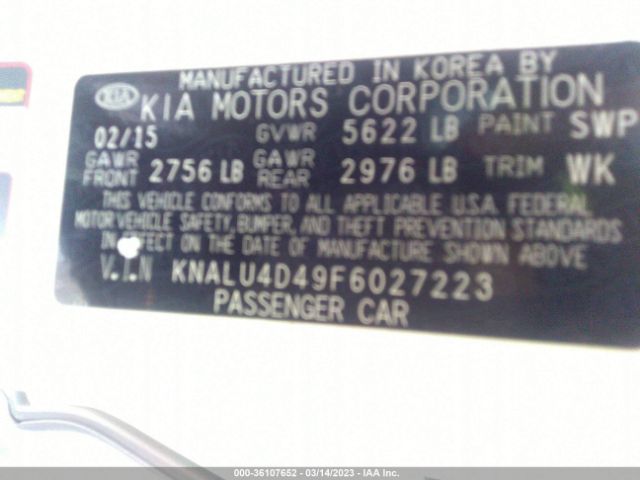 MANUFACTURED IN KOREA BY
KIA KIA MOTORS CORPORATION
02/15 GVWR 5622 LB PAINT SWP
GAWR FRONT 2756 LB GAWR REAR 2976 LB TRIM WK
THIS VEHICLE CONFORMS TO ALL APPLICABLE U.S.A. FEDERAL
MOTOR VEHICLE SAFETY, BUMPER, AND THEFT PREVENTION STANDARDS
IN EFFECT ON THE DATE OF MANUFACTURE SHOWN ABOVE
V.I.N KNALU4D49F6027223
PASSENGER CAR
000-36107652 - 03/14/2023 - IAA Inc.